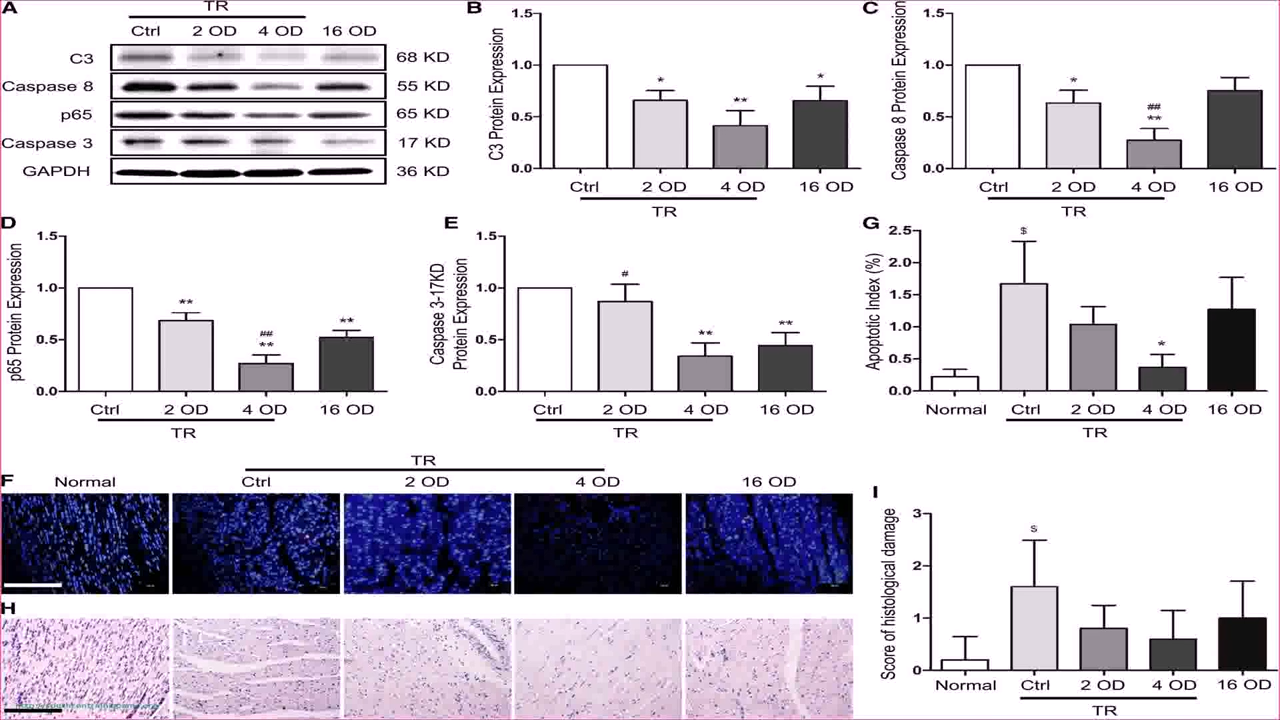 A
TR
Ctrl 2 OD 4 OD 16 OD
C3 68 KD
Caspase 8 55 KD
p65 65 KD
Caspase 3 17 KD
GAPDH 36 KD
B
C3 Protein Expression
1.5
1.0
0.5
0.0
*
**
*
Ctrl 2 OD 4 OD 16 OD
TR
C
Caspase 8 Protein Expression
1.5
1.0
0.5
0.0
*
##
**
Ctrl 2 OD 4 OD 16 OD
TR
D
p65 Protein Expression
1.5
1.0
0.5
0.0
**
##
**
**
Ctrl 2 OD 4 OD 16 OD
TR
E
Caspase 3-17KD
Protein Expression
1.5
1.0
0.5
0.0
#
**
**
Ctrl 2 OD 4 OD 16 OD
TR
G
Apoptotic Index (%)
2.5
2.0
1.5
1.0
0.5
0.0
$
*
Normal Ctrl 2 OD 4 OD 16 OD
TR
F
TR
Normal Ctrl 2 OD 4 OD 16 OD
H
I
Score of histological damage
3
2
1
0
$
Normal Ctrl 2 OD 4 OD 16 OD
TR